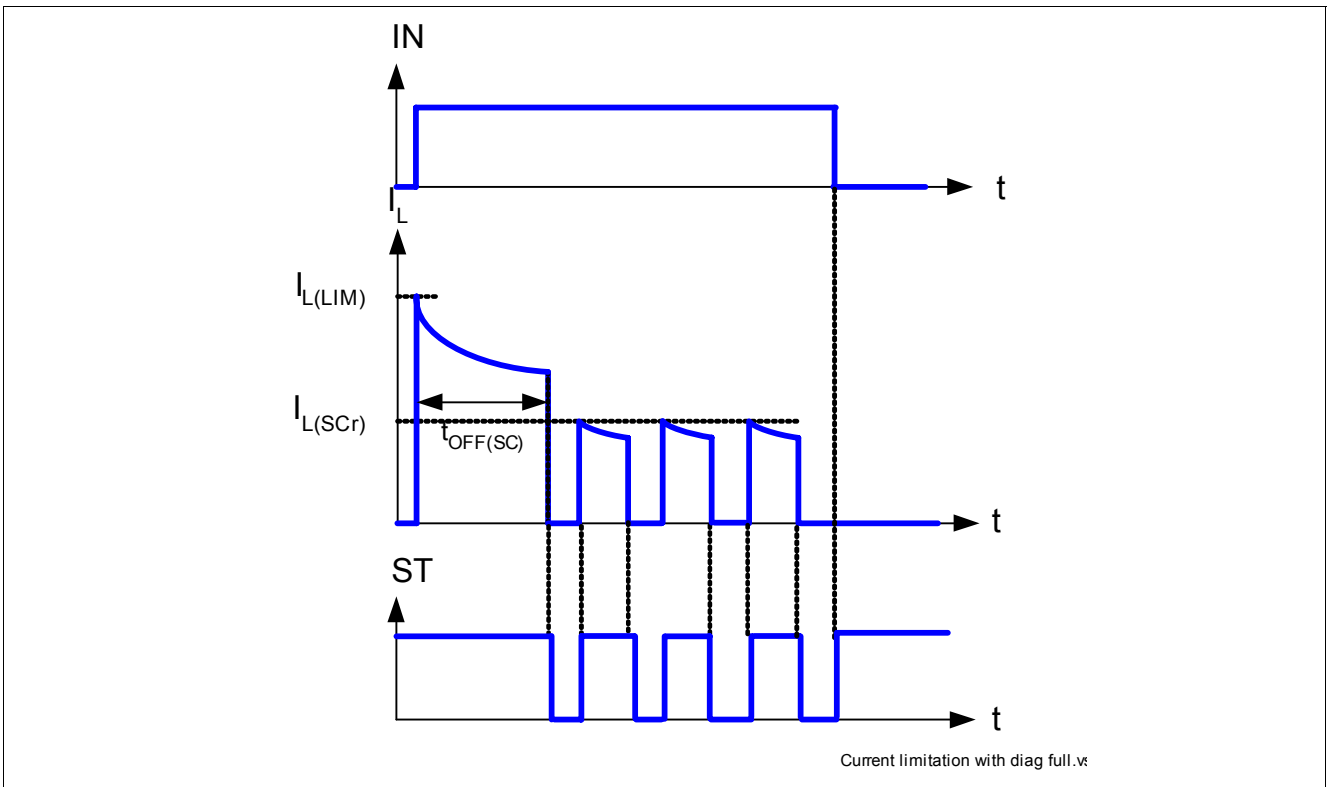 IN
t
I_L
I_L(LIM)
I_L(SCr)
t_OFF(SC)
t
ST
t
Current limitation with diag full.vs